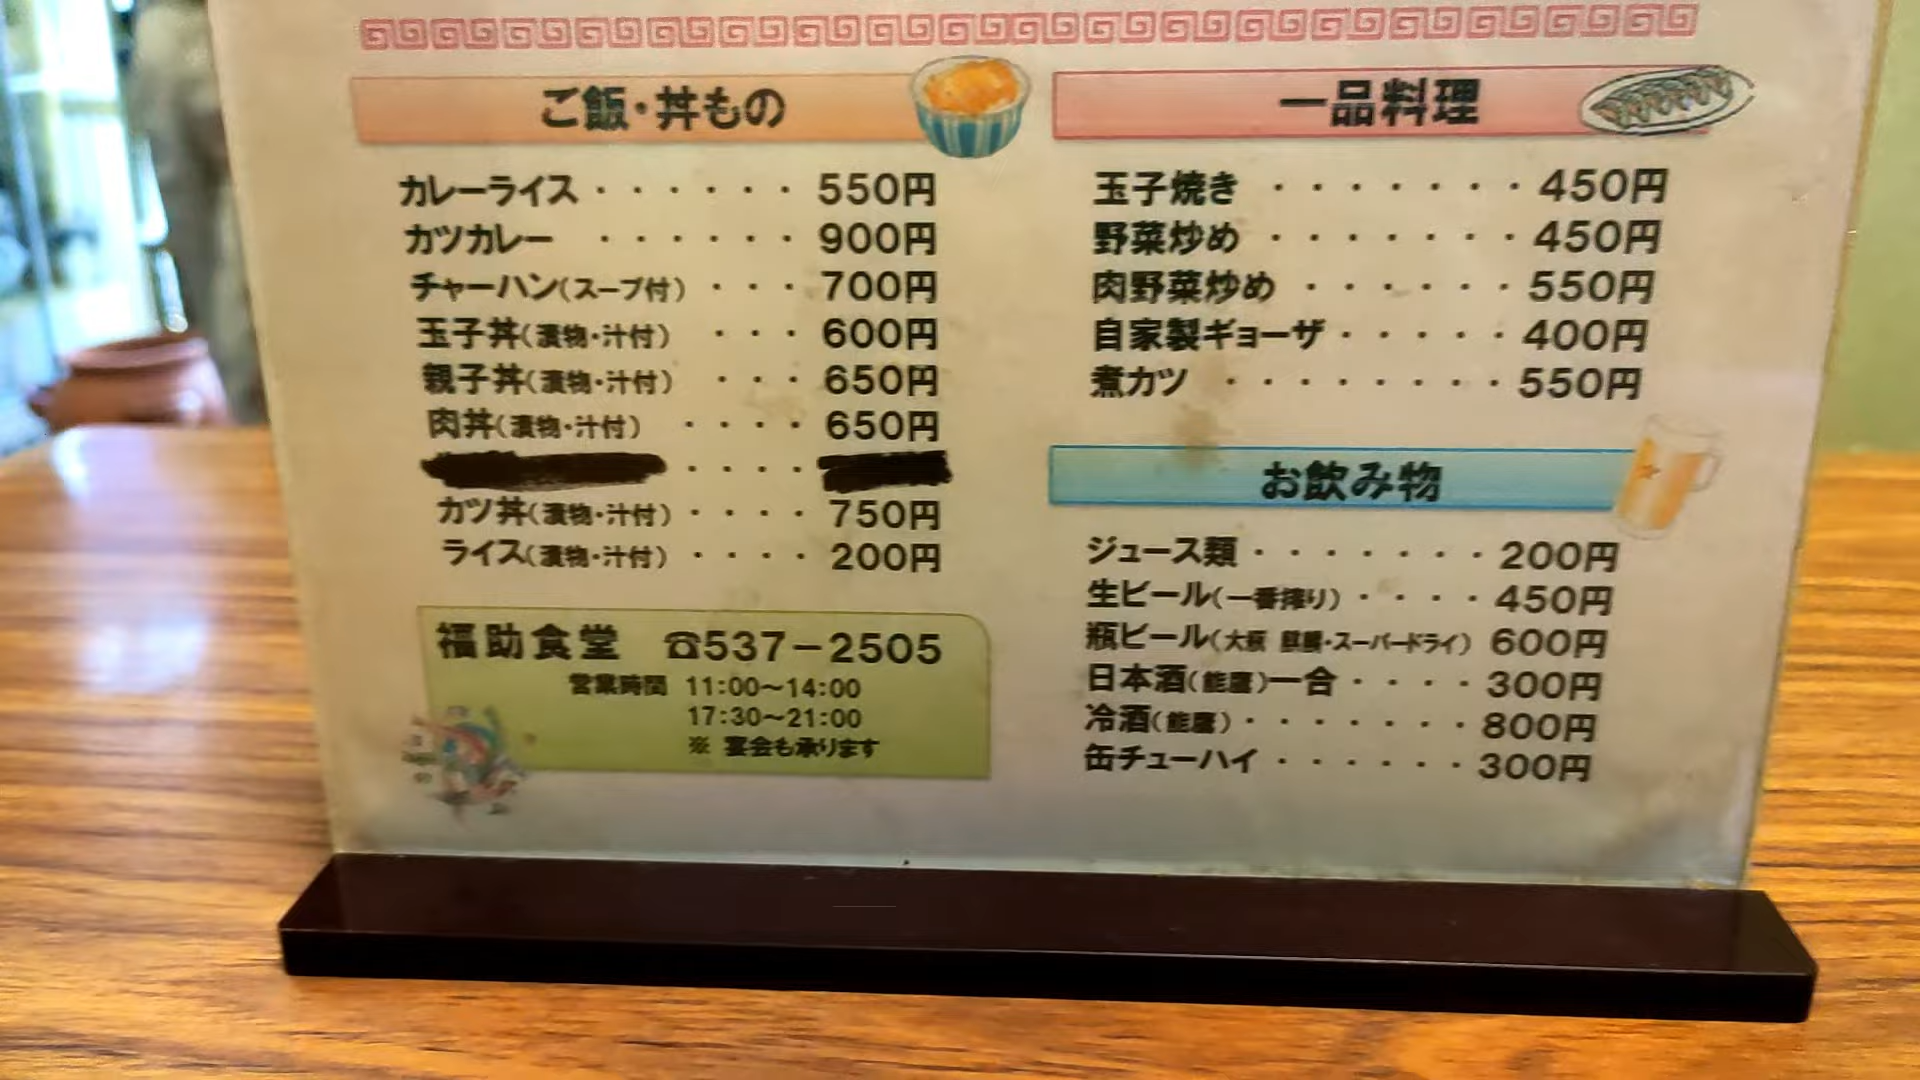 ご飯・丼もの
カレーライス・・・・・・550円
カツカレー ・・・・・・900円
チャーハン(スープ付)・・・700円
玉子丼(漬物・汁付) ・・・600円
親子丼(漬物・汁付) ・・・650円
肉丼(漬物・汁付) ・・・・650円
・・・・
カツ丼(漬物・汁付)・・・・750円
ライス(漬物・汁付)・・・・200円
福助食堂 ☎537-2505
営業時間 11:00~14:00
17:30~21:00
※ 宴会も承ります
一品料理
玉子焼き ・・・・・・・450円
野菜炒め ・・・・・・・450円
肉野菜炒め ・・・・・・550円
自家製ギョーザ・・・・・400円
煮カツ ・・・・・・・・550円
お飲み物
ジュース類・・・・・・・200円
生ビール(一番搾り)・・・・450円
瓶ビール(大瓶 麒麟・スーパードライ) 600円
日本酒(能鷹)一合・・・・300円
冷酒(能鷹)・・・・・・・800円
缶チューハイ・・・・・・300円